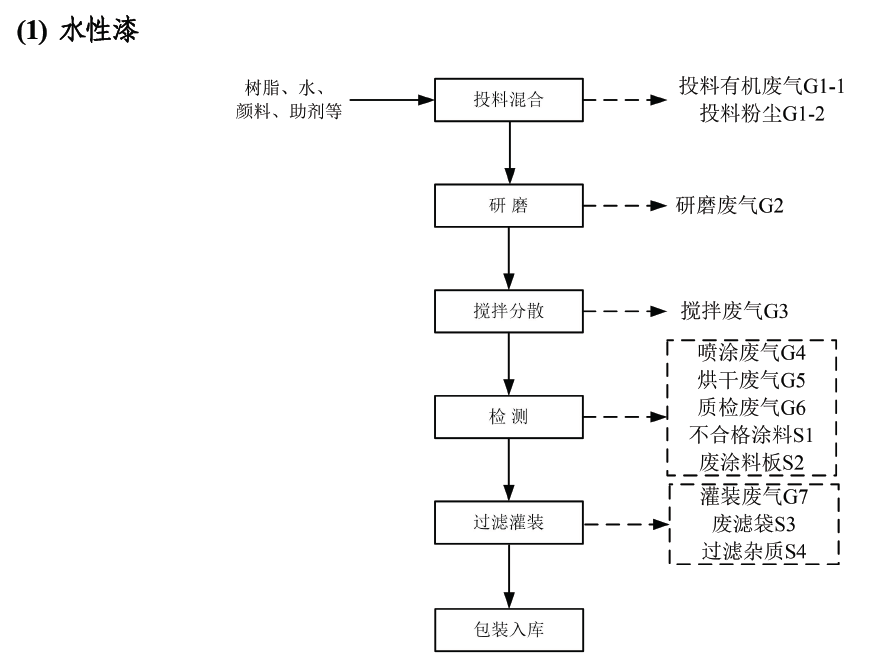 (1) 水性漆
树脂、水、
颜料、助剂等
投料混合
投料有机废气G1-1
投料粉尘G1-2
研 磨
研磨废气G2
搅拌分散
搅拌废气G3
检 测
喷涂废气G4
烘干废气G5
质检废气G6
不合格涂料S1
废涂料板S2
过滤灌装
灌装废气G7
废滤袋S3
过滤杂质S4
包装入库